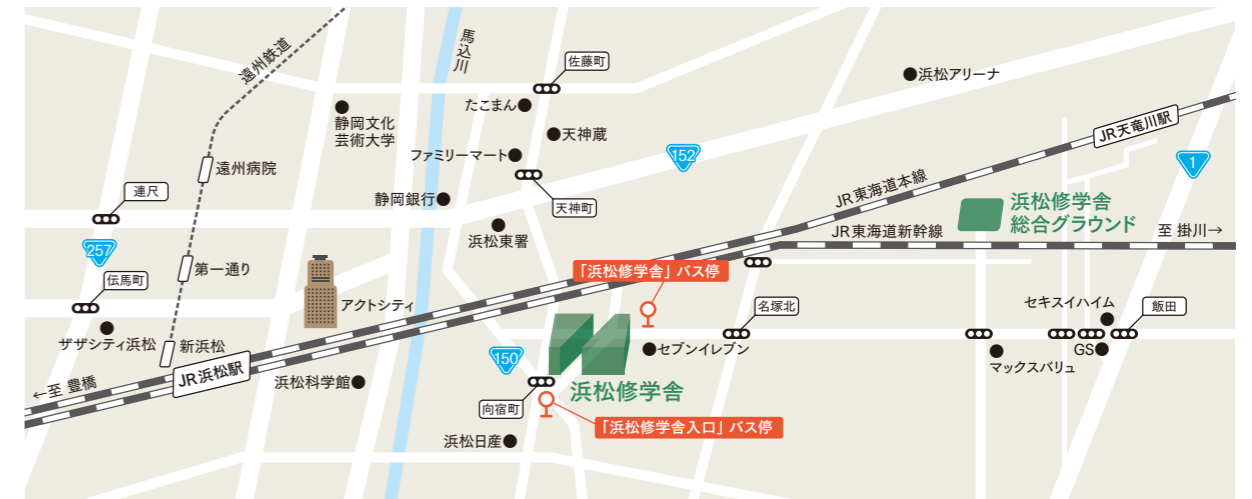 馬込川
遠州鉄道
佐藤町
浜松アリーナ
たこまん
静岡文化
芸術大学
天神蔵
JR天竜川駅
ファミリーマート
152
1
遠州病院
連尺
静岡銀行
天神町
JR東海道本線
浜松修学舎
総合グラウンド
浜松東署
JR東海道新幹線
至 掛川→
257
第一通り
「浜松修学舎」バス停
伝馬町
アクトシティ
名塚北
セキスイハイム
飯田
ザザシティ浜松
新浜松
セブンイレブン
GS
150
マックスバリュ
JR浜松駅
←至 豊橋
浜松科学館
浜松修学舎
向宿町
「浜松修学舎入口」バス停
浜松日産